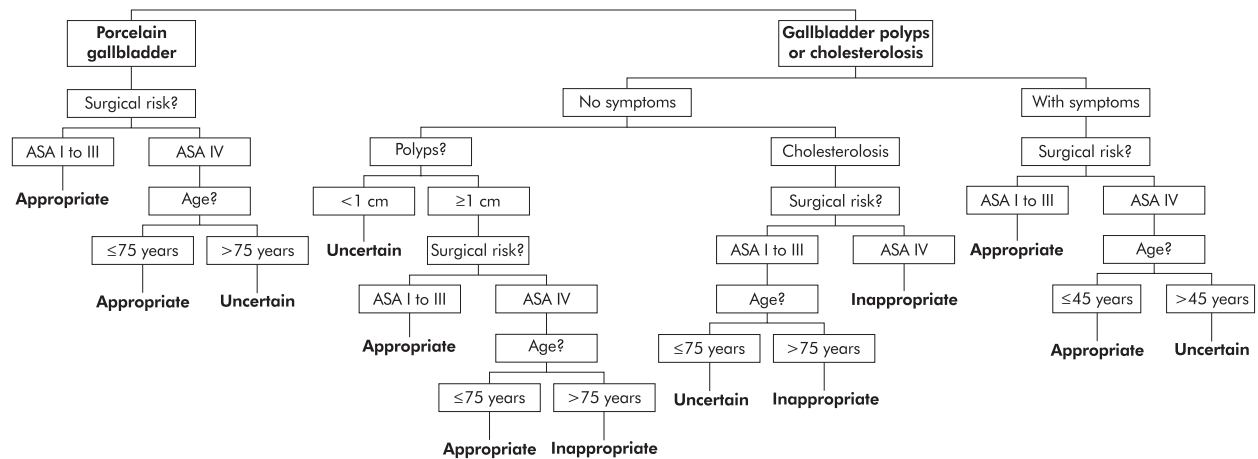 Porcelain
gallbladder
Gallbladder polyps
or cholesterolosis
Surgical risk?
No symptoms
With symptoms
ASA I to III
ASA IV
Polyps?
Cholesterolosis
Surgical risk?
Appropriate
Age?
<1 cm
≥1 cm
Surgical risk?
ASA I to III
ASA IV
≤75 years
>75 years
Uncertain
Surgical risk?
ASA I to III
ASA IV
Appropriate
Age?
Appropriate
Uncertain
ASA I to III
ASA IV
Age?
Inappropriate
≤45 years
>45 years
Appropriate
Age?
≤75 years
>75 years
Appropriate
Uncertain
≤75 years
>75 years
Uncertain
Inappropriate
Appropriate
Inappropriate